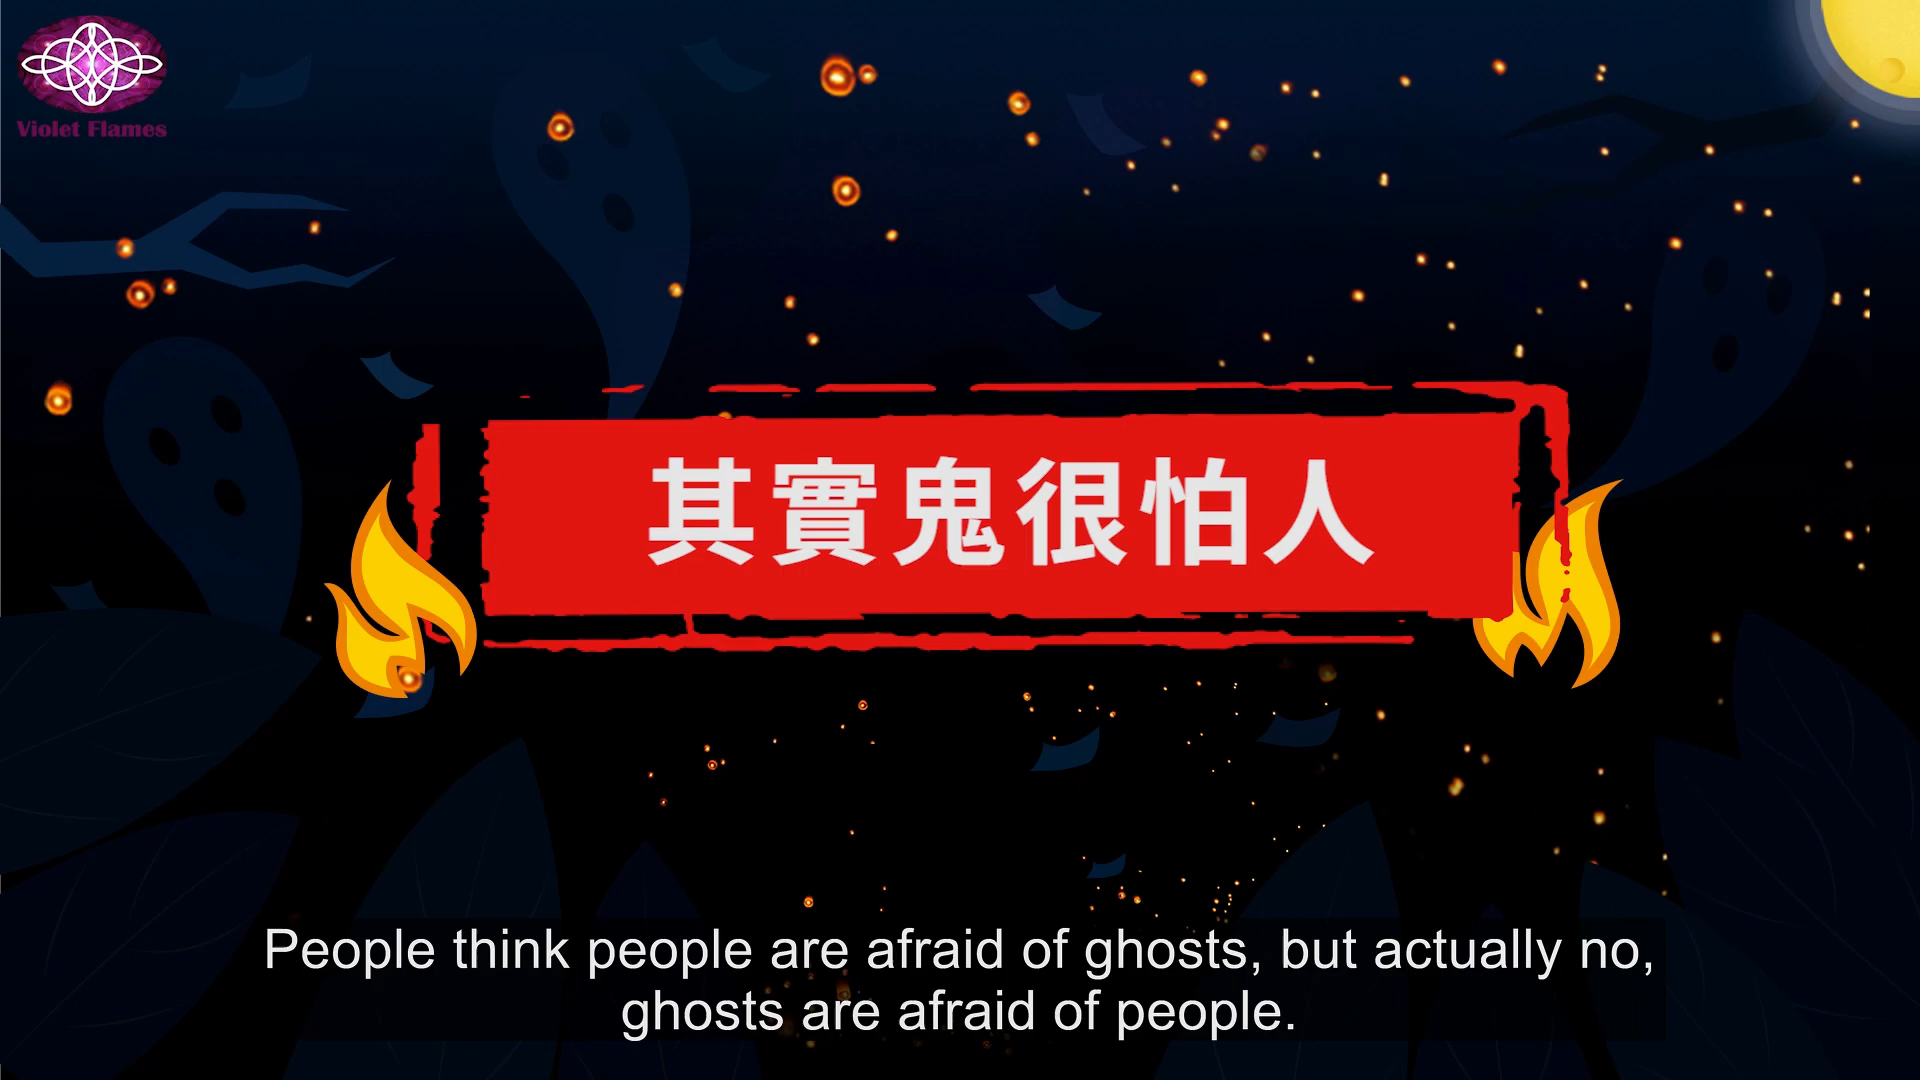 Violet Flames
其實鬼很怕人
People think people are afraid of ghosts, but actually no,
ghosts are afraid of people.